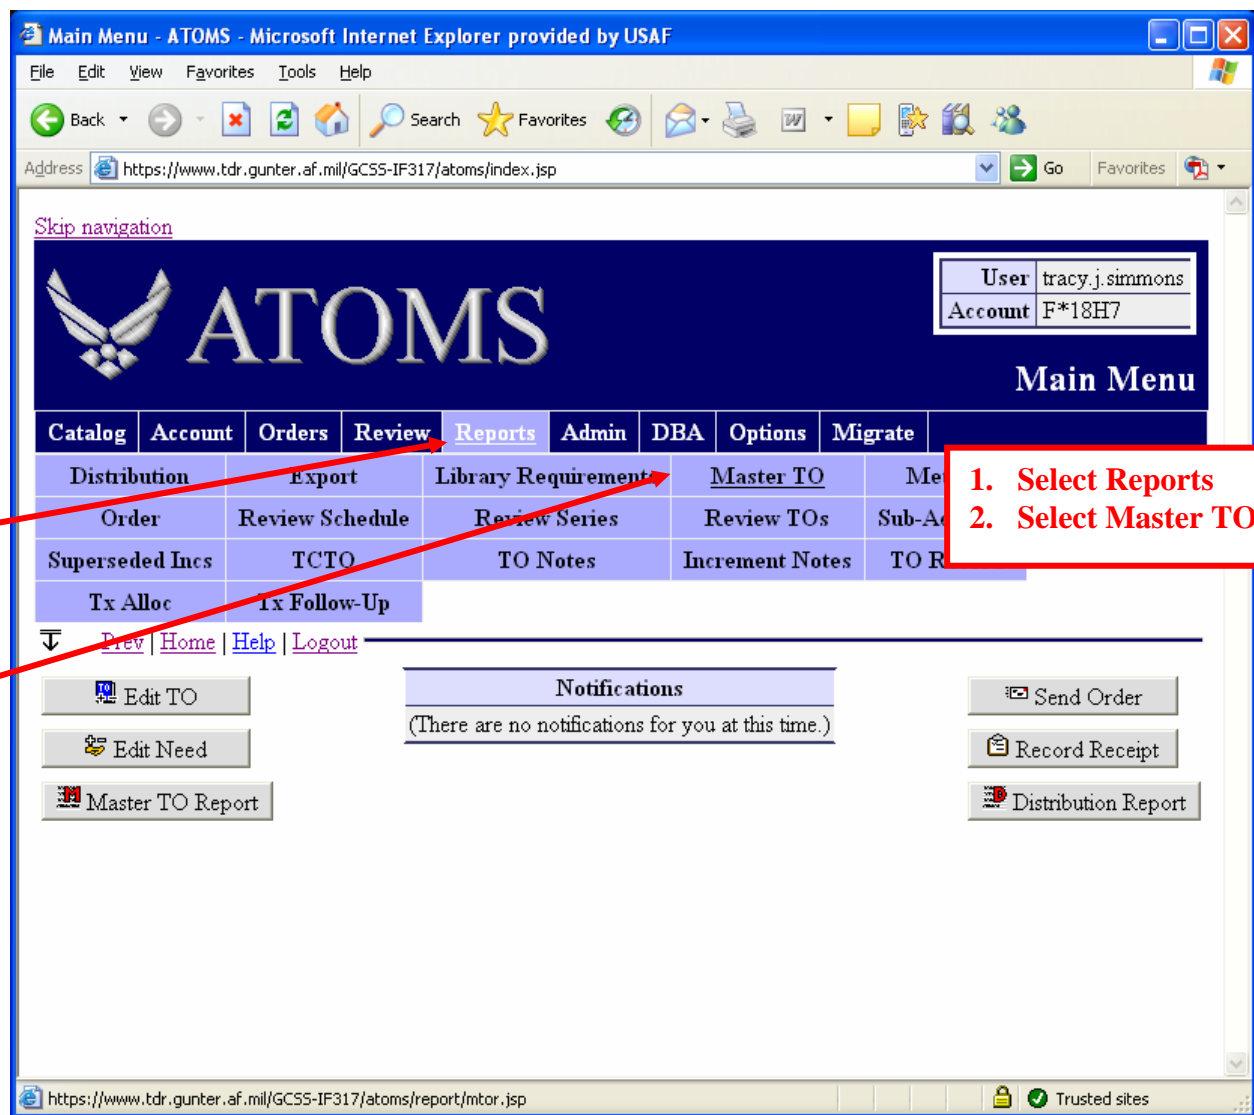 Main Menu - ATOMS - Microsoft Internet Explorer provided by USAF
File Edit View Favorites Tools Help
Back Search Favorites
Address https://www.tdr.gunter.af.mil/GCSS-IF317/atoms/index.jsp Go Favorites
Skip navigation
ATOMS
User tracy.j.simmons
Account F*18H7
Main Menu
Catalog Account Orders Review Reports Admin DBA Options Migrate
Distribution Export Library Requirements Master TO
Order Review Schedule Review Series Review TOs
Superseded Incs TCTO TO Notes Increment Notes TO
Tx Alloc Tx Follow-Up
1. Select Reports
2. Select Master TO
Prev | Home | Help | Logout
Edit TO
Edit Need
Master TO Report
Notifications
(There are no notifications for you at this time.)
Send Order
Record Receipt
Distribution Report
https://www.tdr.gunter.af.mil/GCSS-IF317/atoms/report/mtor.jsp Trusted sites